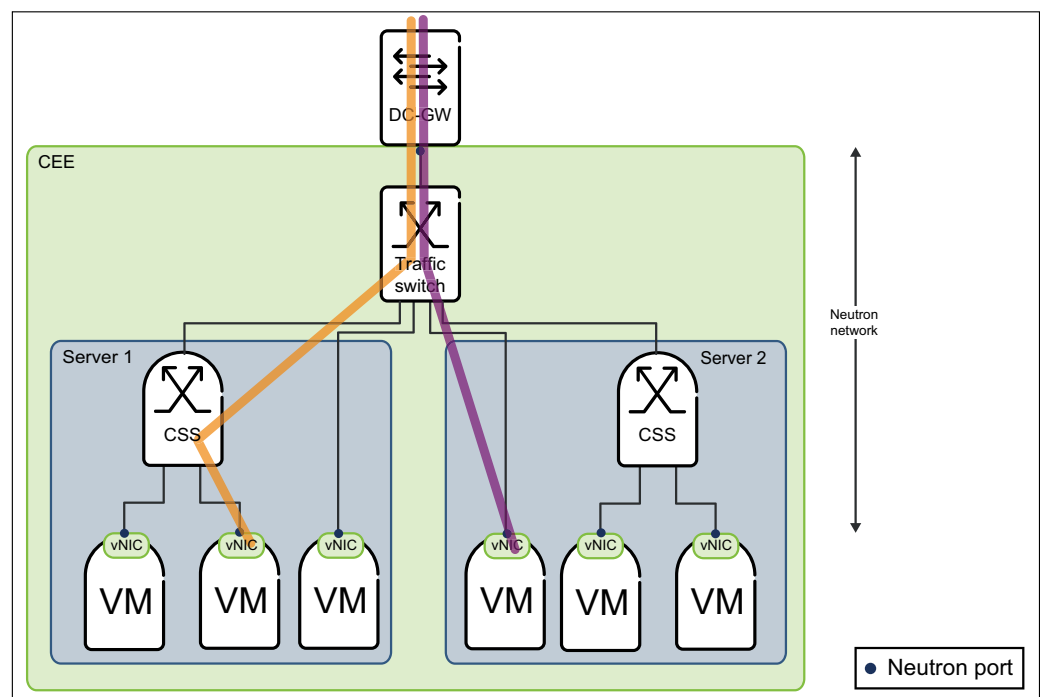 DC-GW
CEE
Traffic
switch
Neutron
network
Server 1
Server 2
CSS
CSS
vNIC
vNIC
vNIC
vNIC
vNIC
vNIC
VM
VM
VM
VM
VM
VM
Neutron port